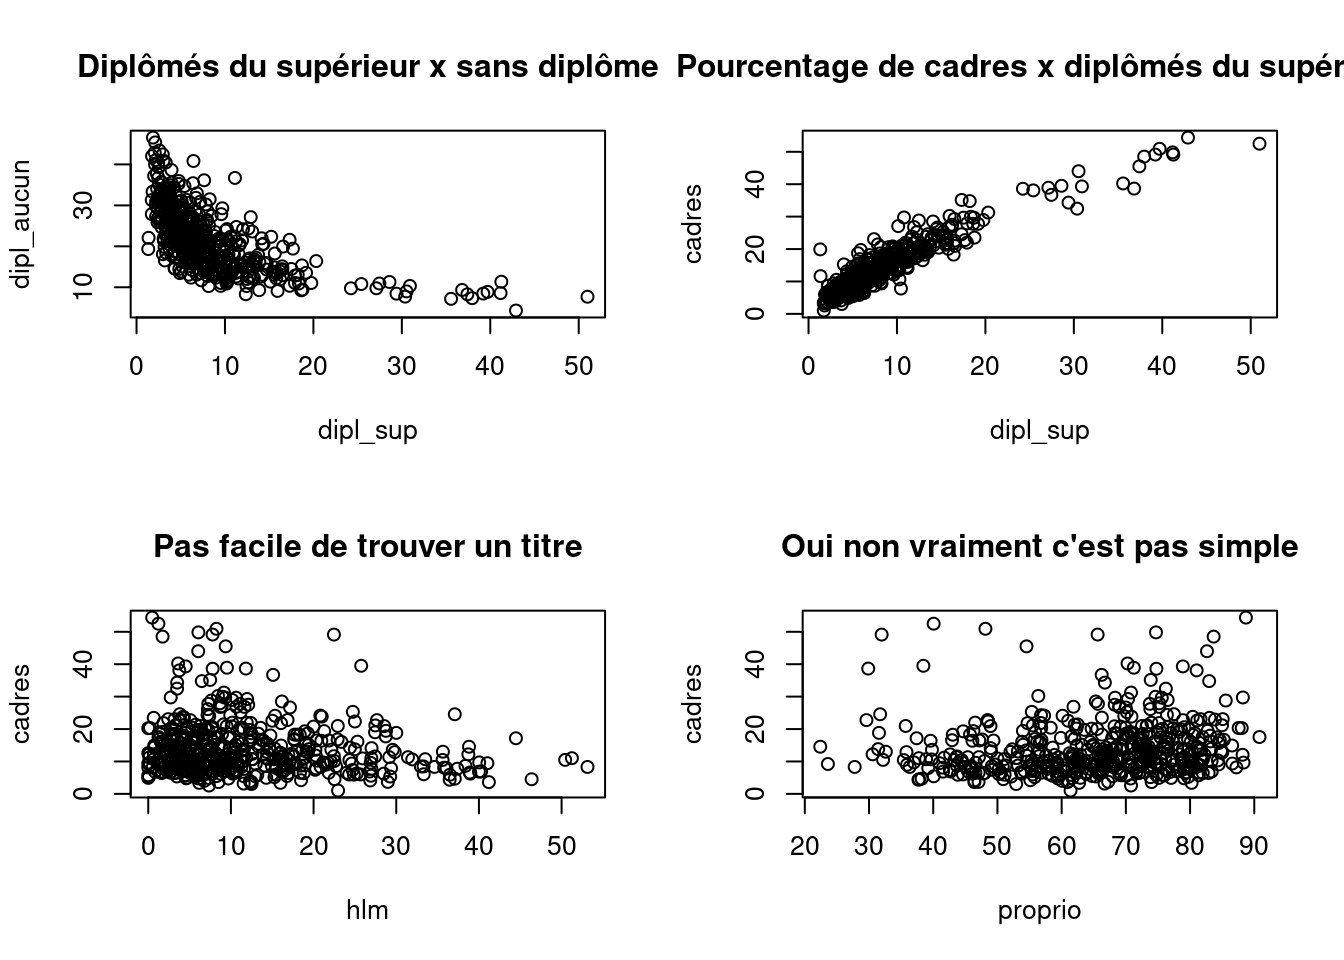 Diplômés du supérieur x sans diplôme
dipl_aucun
10 30
0 10 20 30 40 50
dipl_sup
Pourcentage de cadres x diplômés du supér
cadres
0 20 40
0 10 20 30 40 50
dipl_sup
Pas facile de trouver un titre
cadres
0 20 40
0 10 20 30 40 50
hlm
Oui non vraiment c'est pas simple
cadres
0 20 40
20 30 40 50 60 70 80 90
proprio